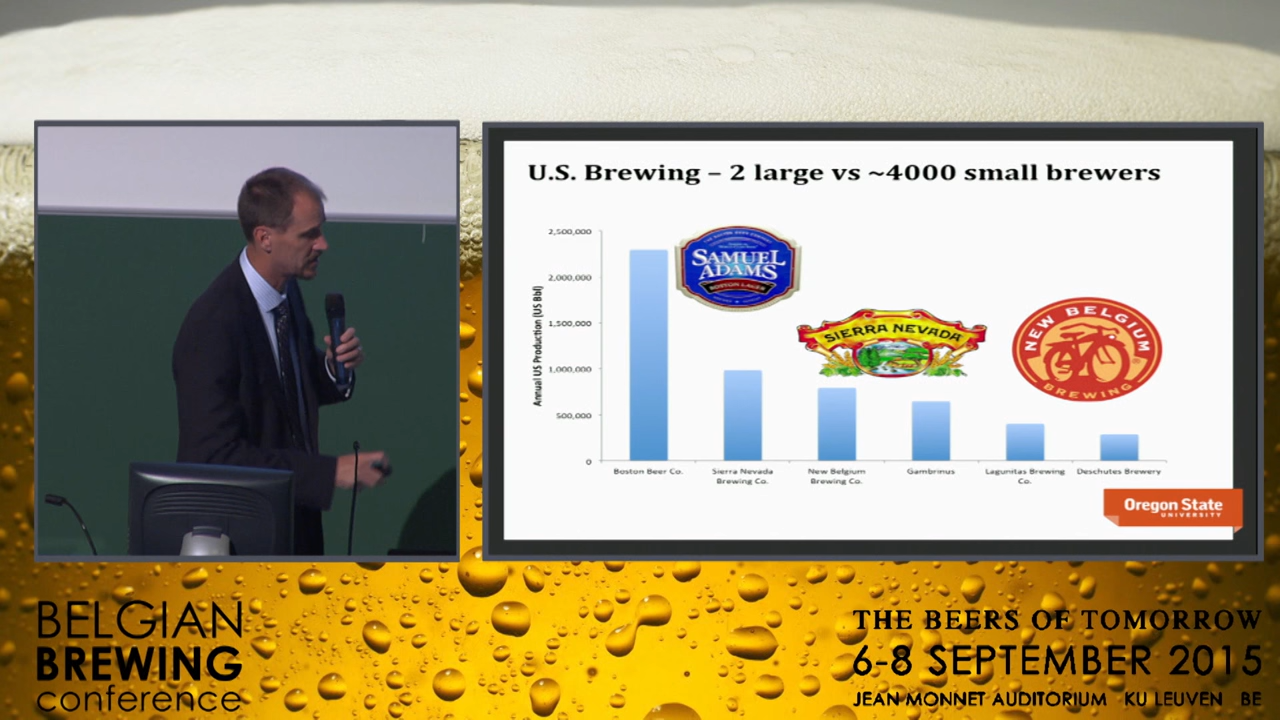 U.S. Brewing – 2 large vs ~4000 small brewers
Annual US Production (US Bbl)
2,500,000
2,000,000
1,500,000
1,000,000
500,000
0
SAMUEL
ADAMS
BOSTON LAGER
SIERRA NEVADA
NEW BELGIUM
BREWING
Boston Beer Co.
Sierra Nevada
Brewing Co.
New Belgium
Brewing Co.
Gambrinus
Lagunitas Brewing
Co.
Deschutes Brewery
Oregon State
UNIVERSITY
BELGIAN
BREWING
conference
THE BEERS OF TOMORROW
6-8 SEPTEMBER 2015
JEAN MONNET AUDITORIUM KU LEUVEN BE